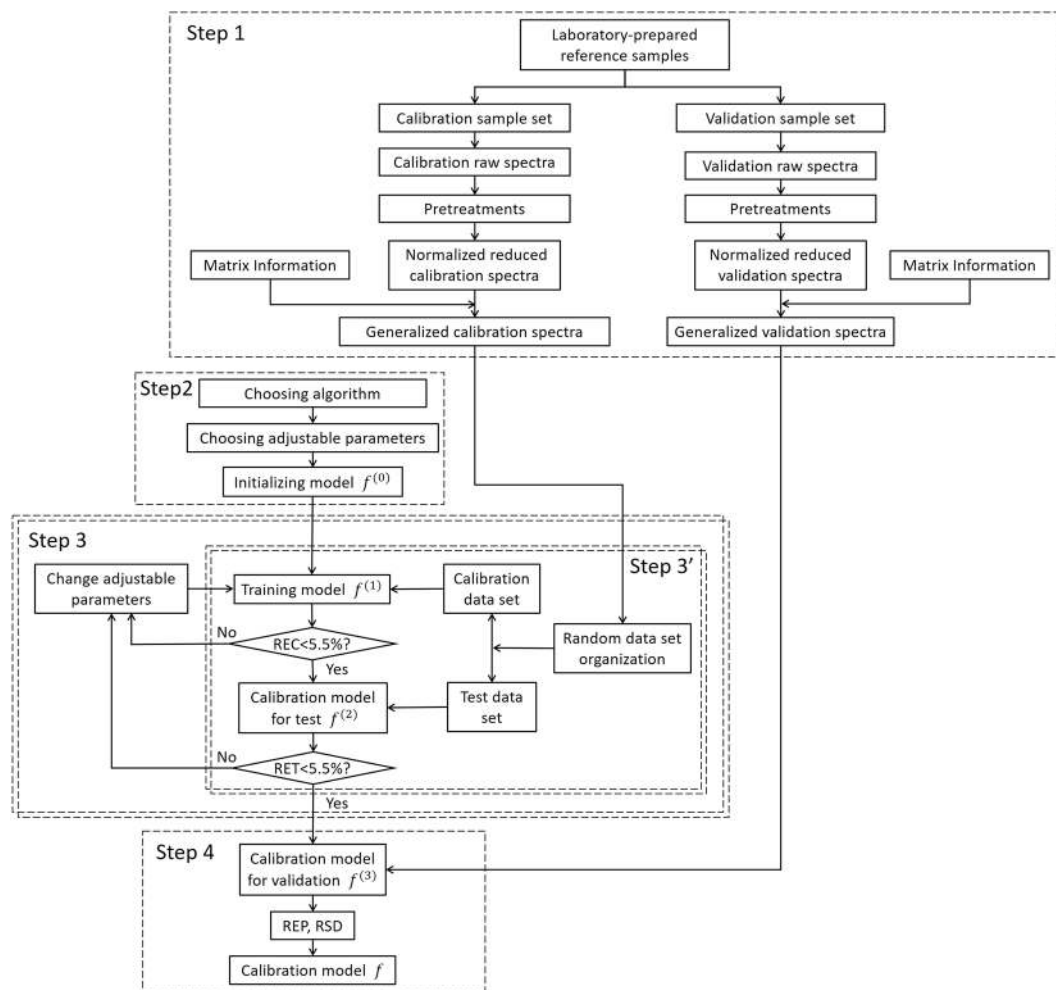 Step 1
Laboratory-prepared
reference samples
Calibration sample set
Validation sample set
Calibration raw spectra
Validation raw spectra
Pretreatments
Pretreatments
Matrix Information
Normalized reduced
calibration spectra
Normalized reduced
validation spectra
Matrix Information
Generalized calibration spectra
Generalized validation spectra
Step2
Choosing algorithm
Choosing adjustable parameters
Initializing model f⁽⁰⁾
Step 3
Step 3’
Change adjustable
parameters
Training model f⁽¹⁾
Calibration
data set
No
REC<5.5%?
Random data set
organization
Yes
Calibration model
for test f⁽²⁾
Test data
set
No
RET<5.5%?
Yes
Step 4
Calibration model
for validation f⁽³⁾
REP, RSD
Calibration model f